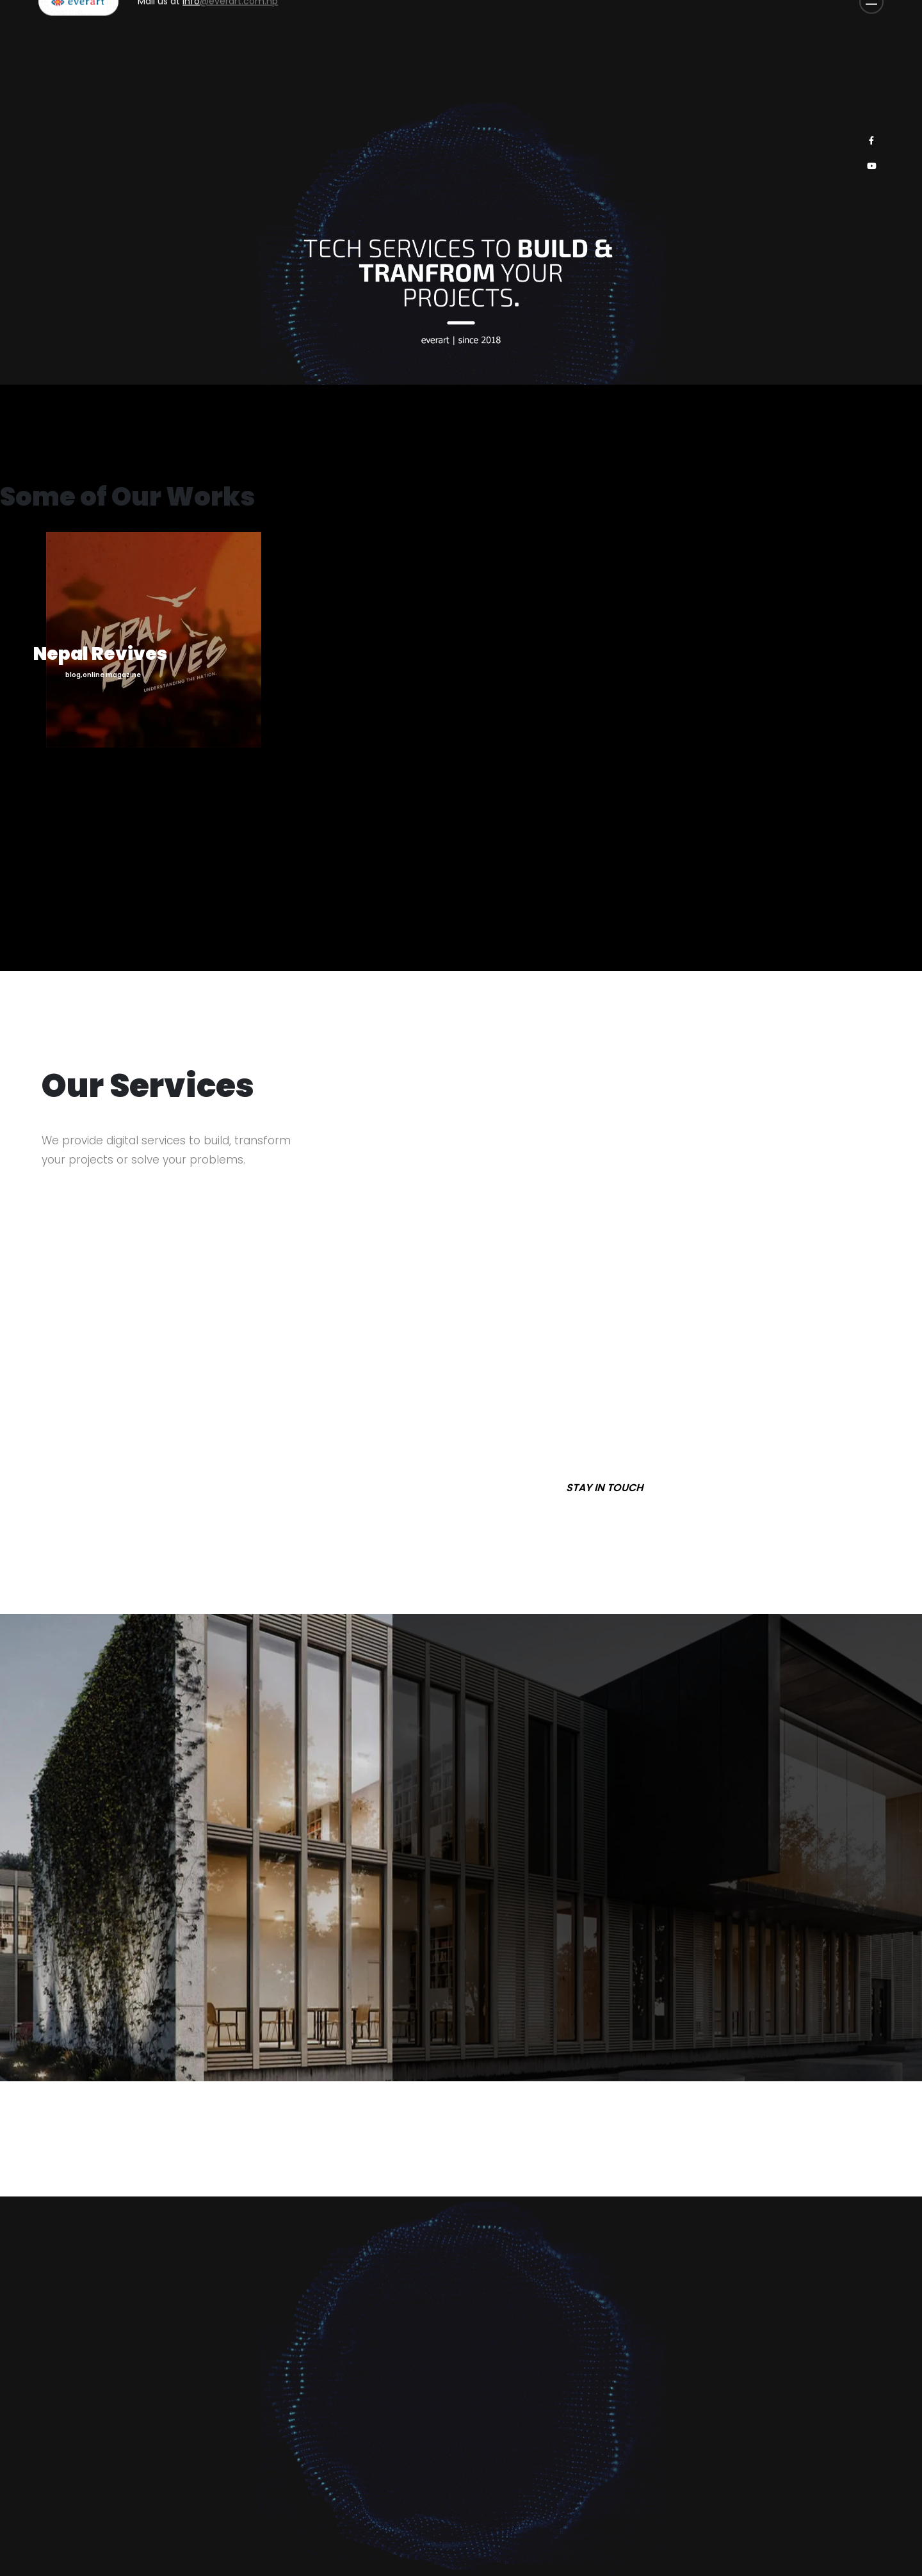 everart
Mail us at info@everart.com.np
TECH SERVICES TO BUILD &
TRANFROM YOUR
PROJECTS.
everart | since 2018
Some of Our Works
NEPAL
REVIVES
UNDERSTANDING THE NATION.
Nepal Revives
blog,online magazine
Our Services
We provide digital services to build, transform
your projects or solve your problems.
STAY IN TOUCH